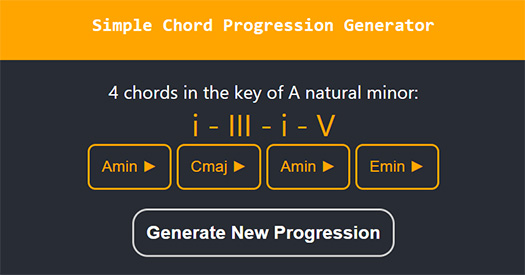 Simple Chord Progression Generator
4 chords in the key of A natural minor:
i - III - i - V
Amin ► Cmaj ► Amin ► Emin ►
Generate New Progression